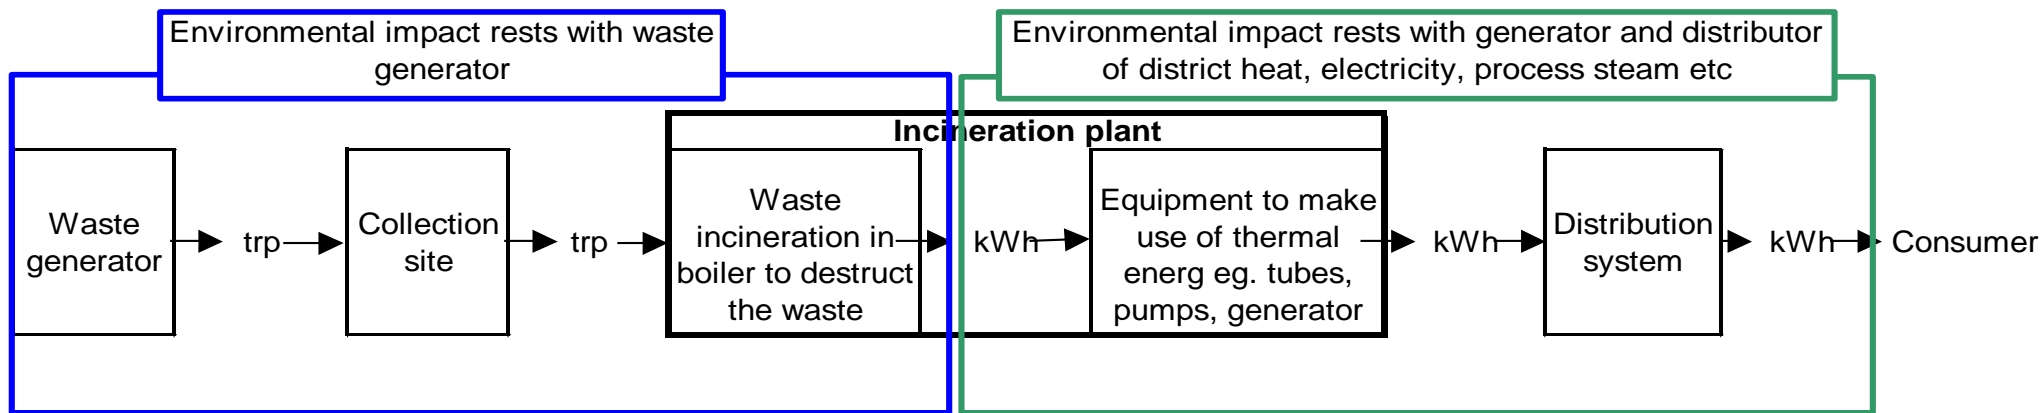 Environmental impact rests with waste
generator
Environmental impact rests with generator and distributor
of district heat, electricity, process steam etc
Incineration plant
Waste
generator
trp
Collection
site
trp
Waste
incineration in
boiler to destruct
the waste
kWh
Equipment to make
use of thermal
energ eg. tubes,
pumps, generator
kWh
Distribution
system
kWh
Consumer